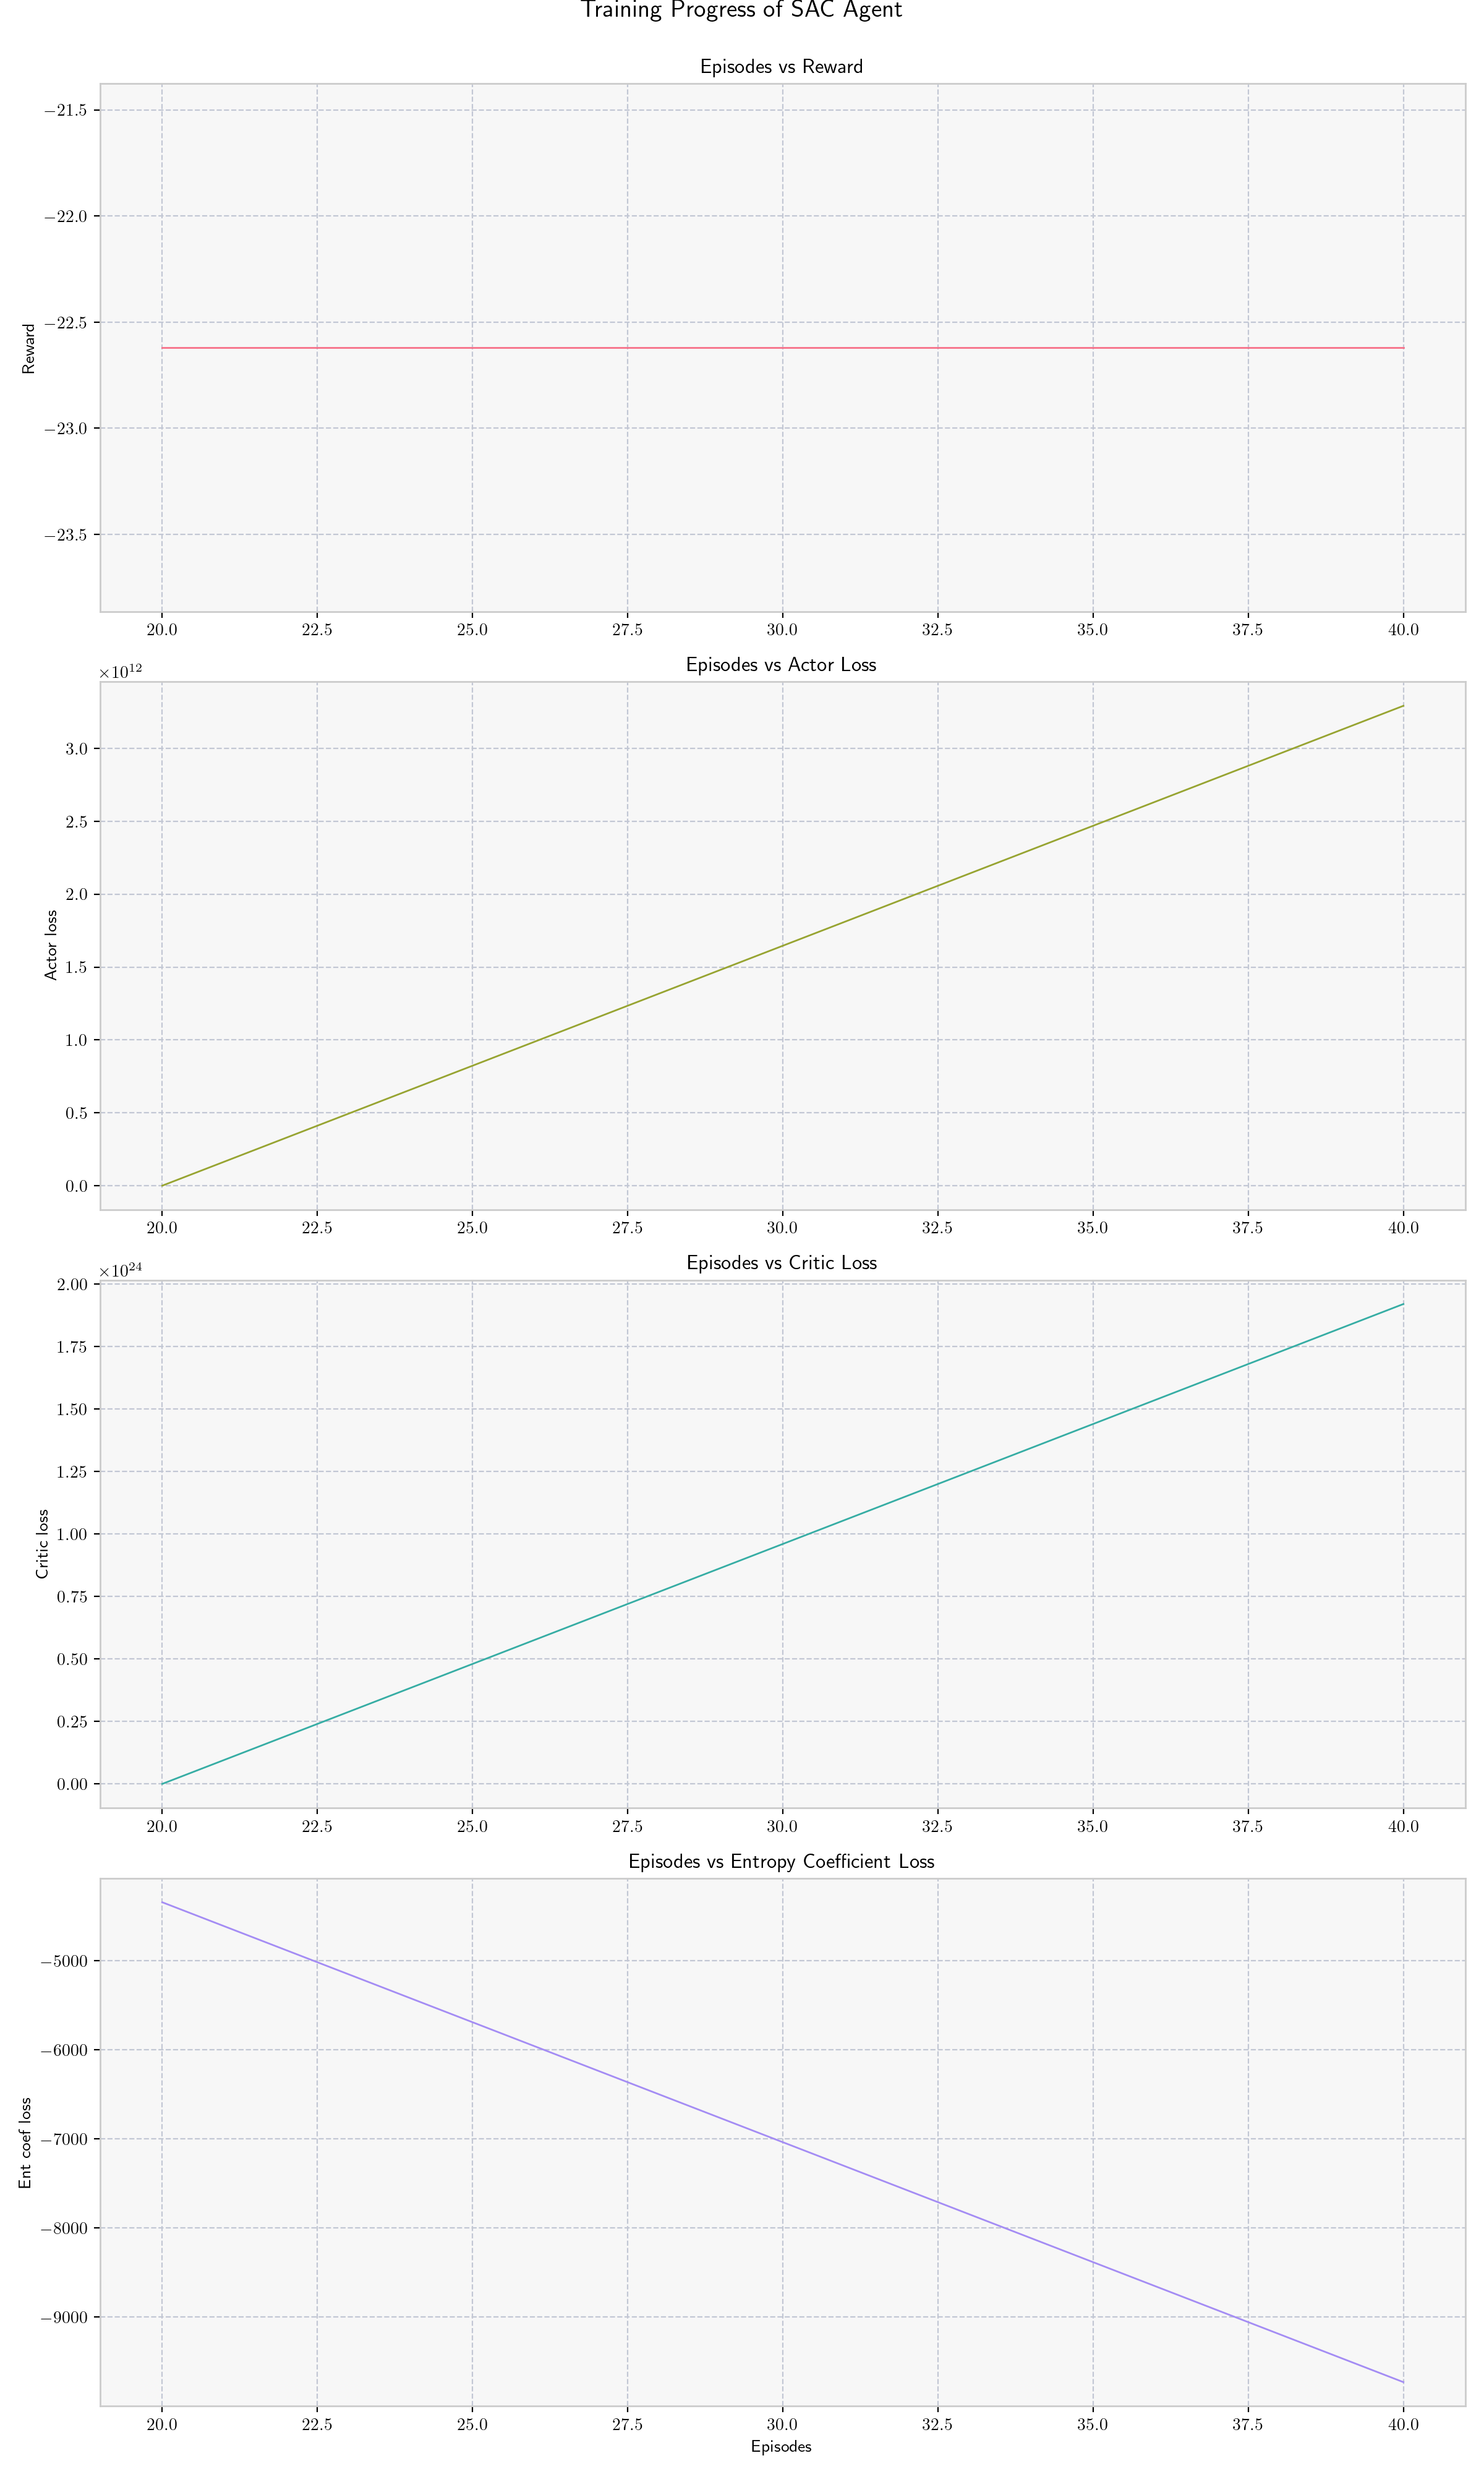 Training Progress of SAC Agent
Episodes vs Reward
−21.5
−22.0
−22.5
−23.0
−23.5
Reward
20.0 22.5 25.0 27.5 30.0 32.5 35.0 37.5 40.0
Episodes vs Actor Loss
×10¹²
3.0
2.5
2.0
1.5
1.0
0.5
0.0
Actor loss
20.0 22.5 25.0 27.5 30.0 32.5 35.0 37.5 40.0
Episodes vs Critic Loss
×10²⁴
2.00
1.75
1.50
1.25
1.00
0.75
0.50
0.25
0.00
Critic loss
20.0 22.5 25.0 27.5 30.0 32.5 35.0 37.5 40.0
Episodes vs Entropy Coefficient Loss
−5000
−6000
−7000
−8000
−9000
Ent coef loss
20.0 22.5 25.0 27.5 30.0 32.5 35.0 37.5 40.0
Episodes